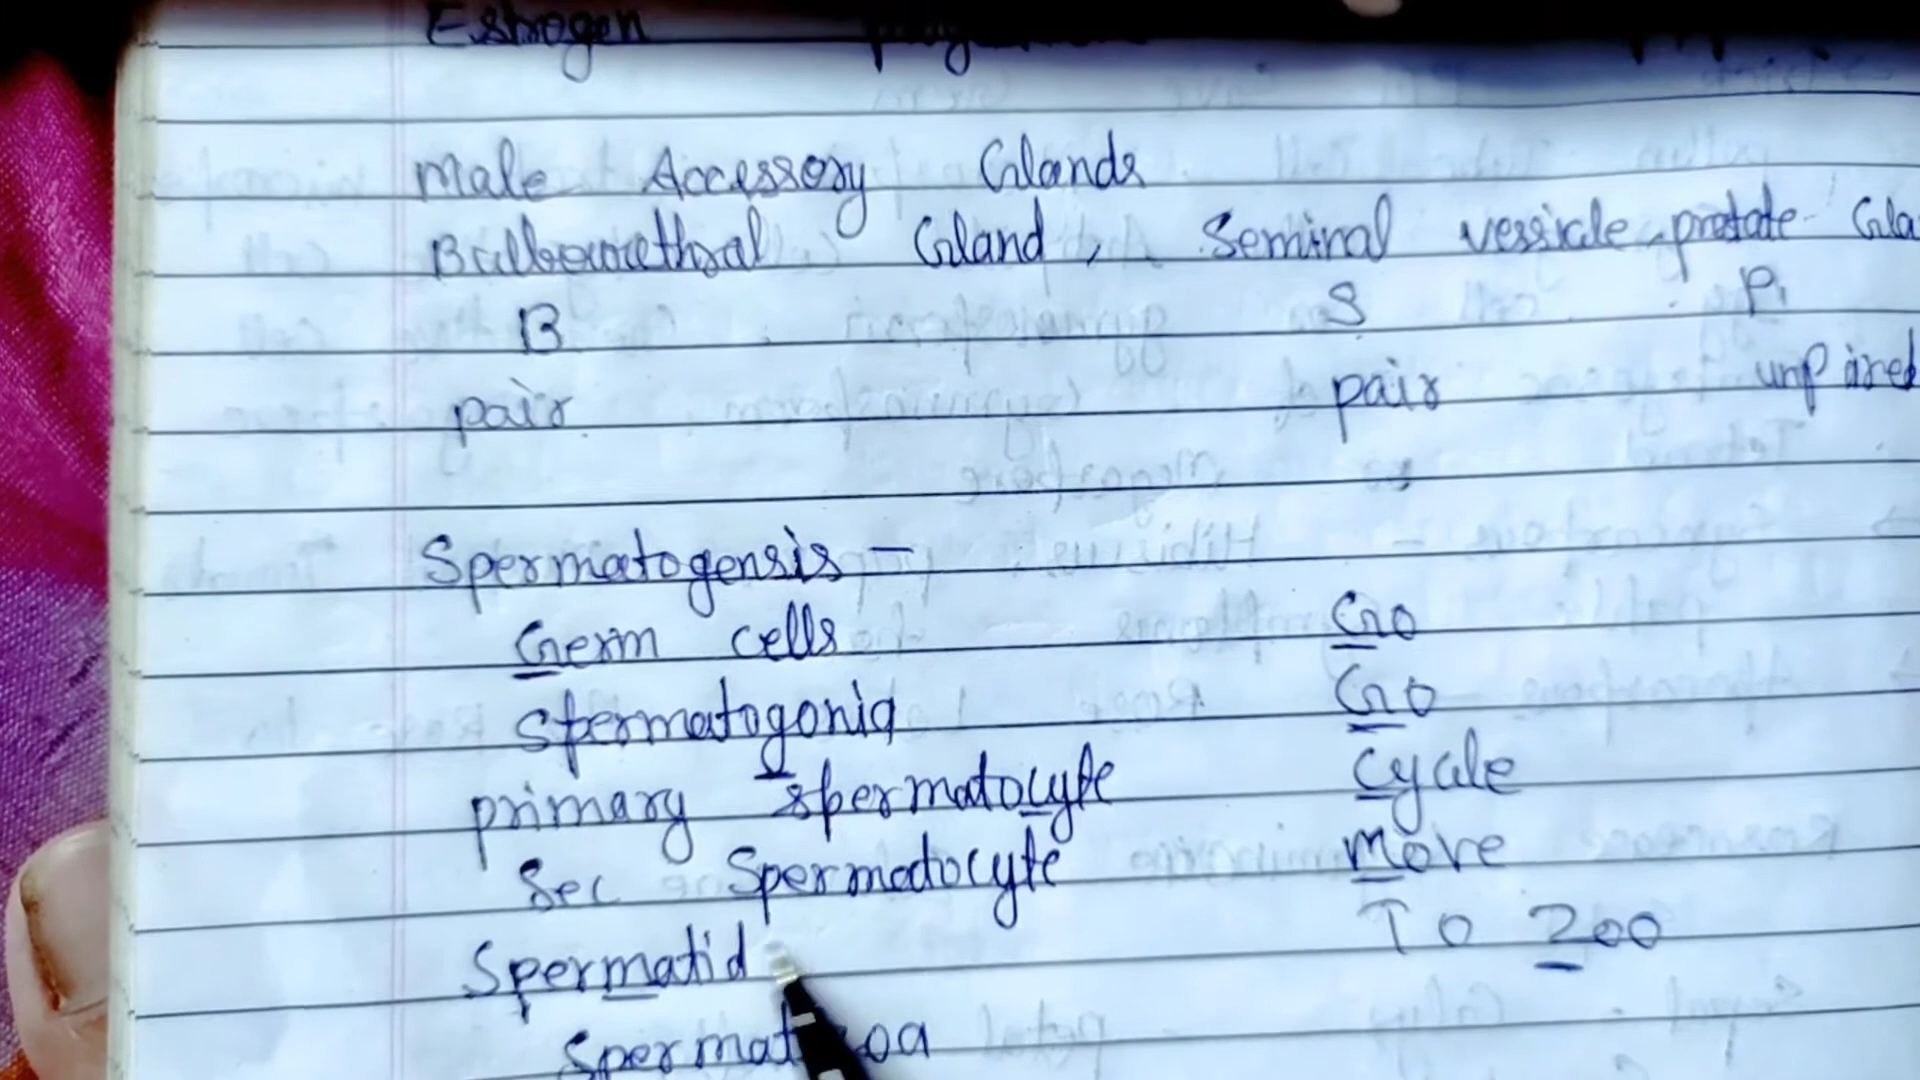 Estrogen
Male Accessory Glands
Bulbourethral Gland, Seminal vessicle, prostate Gla
B S P
pair pair unpaired
Spermatogensis -
Germ cells Go
Spermatogonia Go
primary spermatocyte Cycle
Sec Spermatocyte Move
Spermatid To Zoo